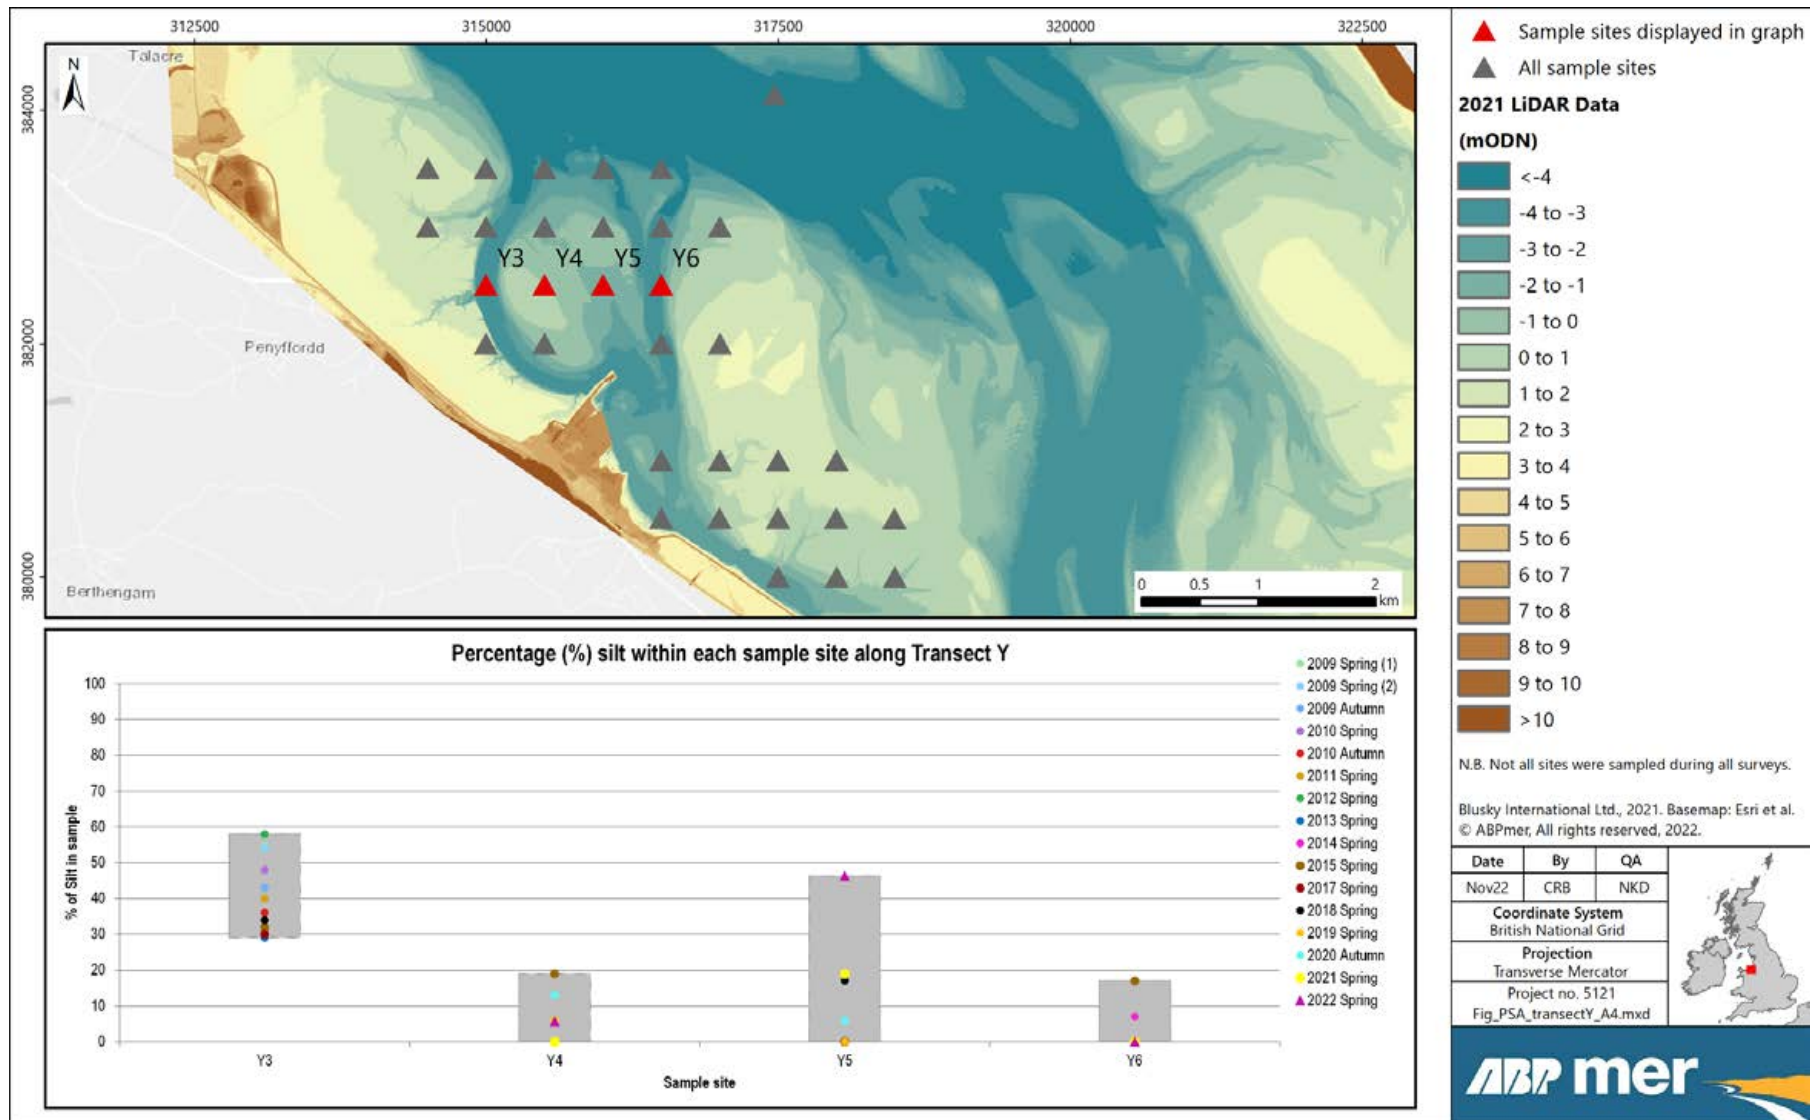 312500
315000
317500
320000
322500
384000
382000
380000
Talacre
N
Y3
Y4
Y5
Y6
Penyffordd
Berthengam
0 0.5 1 2
km
Sample sites displayed in graph
All sample sites
2021 LiDAR Data
(mODN)
<-4
-4 to -3
-3 to -2
-2 to -1
-1 to 0
0 to 1
1 to 2
2 to 3
3 to 4
4 to 5
5 to 6
6 to 7
7 to 8
8 to 9
9 to 10
>10
N.B. Not all sites were sampled during all surveys.
Blusky International Ltd., 2021. Basemap: Esri et al.
© ABPmer, All rights reserved, 2022.
Date By QA
Nov22 CRB NKD
Coordinate System
British National Grid
Projection
Transverse Mercator
Project no. 5121
Fig_PSA_transectY_A4.mxd
ABPmer
Percentage (%) silt within each sample site along Transect Y
% of Silt in sample
100
90
80
70
60
50
40
30
20
10
0
Y3
Y4
Y5
Y6
Sample site
2009 Spring (1)
2009 Spring (2)
2009 Autumn
2010 Spring
2010 Autumn
2011 Spring
2012 Spring
2013 Spring
2014 Spring
2015 Spring
2017 Spring
2018 Spring
2019 Spring
2020 Autumn
2021 Spring
2022 Spring